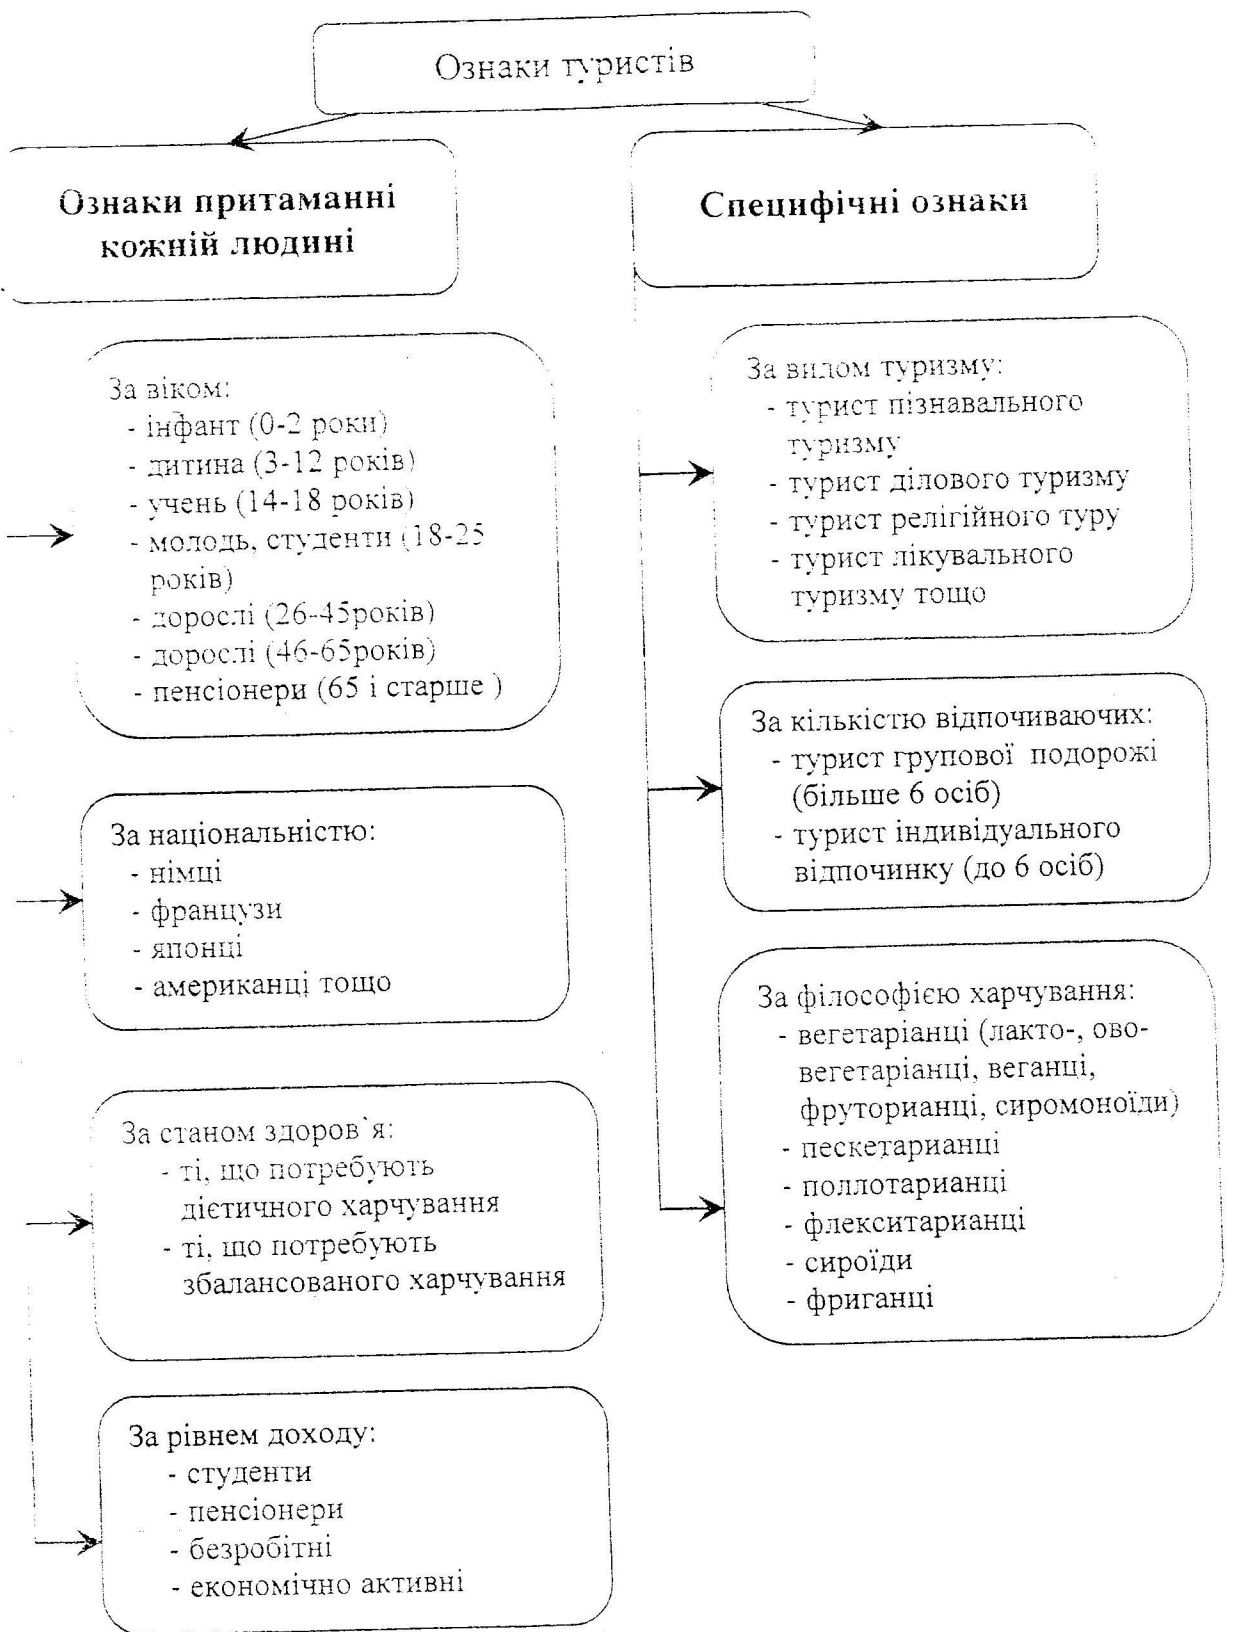 Ознаки туристів
Ознаки притаманні
кожній людині
Специфічні ознаки
За віком:
- інфант (0-2 роки)
- дитина (3-12 років)
- учень (14-18 років)
- молодь, студенти (18-25
років)
- дорослі (26-45років)
- дорослі (46-65років)
- пенсіонери (65 і старше )
За національністю:
- німці
- французи
- японці
- американці тощо
За станом здоров`я:
- ті, що потребують
дієтичного харчування
- ті, що потребують
збалансованого харчування
За рівнем доходу:
- студенти
- пенсіонери
- безробітні
- економічно активні
За видом туризму:
- турист пізнавального
туризму
- турист ділового туризму
- турист релігійного туру
- турист лікувального
туризму тощо
За кількістю відпочиваючих:
- турист групової подорожі
(більше 6 осіб)
- турист індивідуального
відпочинку (до 6 осіб)
За філософією харчування:
- вегетаріанці (лакто-, ово-
вегетаріанці, веганці,
фруторианці, сиромоноїди)
- пескетарианці
- поллотарианці
- флекситарианці
- сироїди
- фриганці